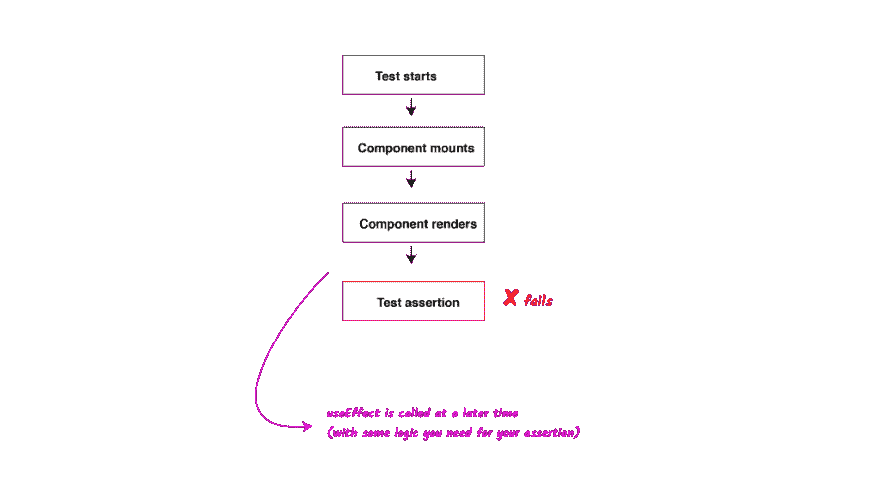 Test starts
Component mounts
Component renders
Test assertion
X fails
useEffect is called at a later time
(with some logic you need for your assertion)